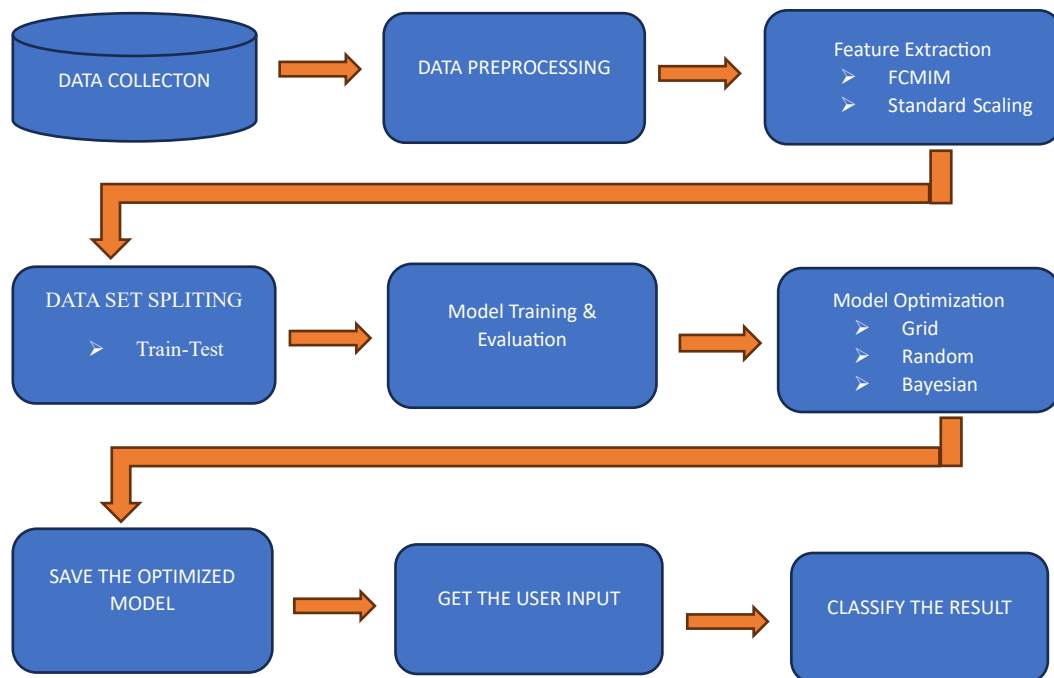 DATA COLLECTON
DATA PREPROCESSING
Feature Extraction
➢ FCMIM
➢ Standard Scaling
DATA SET SPLITING
➢ Train-Test
Model Training &
Evaluation
Model Optimization
➢ Grid
➢ Random
➢ Bayesian
SAVE THE OPTIMIZED
MODEL
GET THE USER INPUT
CLASSIFY THE RESULT